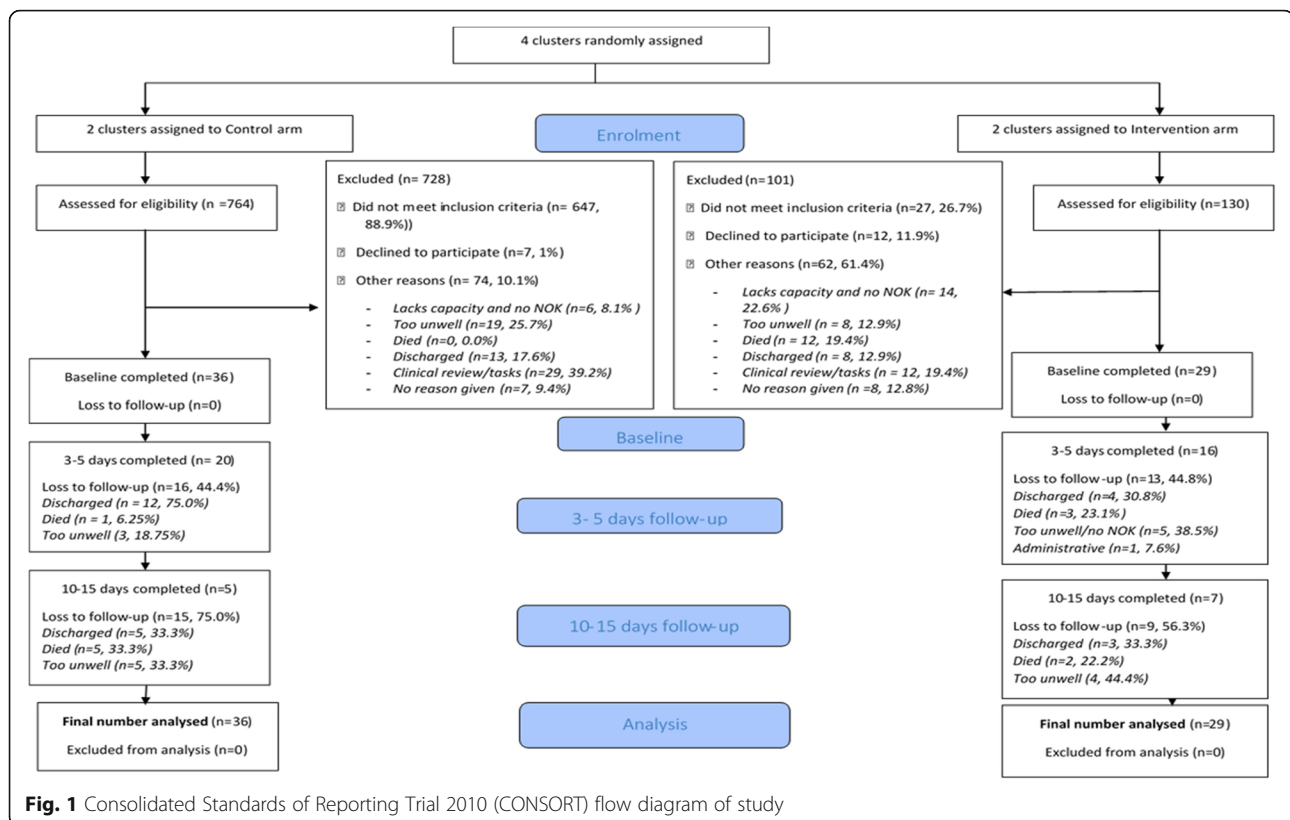 4 clusters randomly assigned
2 clusters assigned to Control arm
Enrolment
2 clusters assigned to Intervention arm
Assessed for eligibility (n =764)
Excluded (n= 728)
⍰ Did not meet inclusion criteria (n= 647,
88.9%))
⍰ Declined to participate (n=7, 1%)
⍰ Other reasons (n= 74, 10.1%)
- Lacks capacity and no NOK (n=6, 8.1% )
- Too unwell (n=19, 25.7%)
- Died (n=0, 0.0%)
- Discharged (n=13, 17.6%)
- Clinical review/tasks (n=29, 39.2%)
- No reason given (n=7, 9.4%)
Excluded (n=101)
⍰ Did not meet inclusion criteria (n=27, 26.7%)
⍰ Declined to participate (n=12, 11.9%)
⍰ Other reasons (n=62, 61.4%)
- Lacks capacity and no NOK (n= 14,
22.6% )
- Too unwell (n = 8, 12.9%)
- Died (n = 12, 19.4%)
- Discharged (n = 8, 12.9%)
- Clinical review/tasks (n = 12, 19.4%)
- No reason given (n =8, 12.8%)
Assessed for eligibility (n=130)
Baseline completed (n=36)
Loss to follow-up (n=0)
Baseline
Baseline completed (n=29)
Loss to follow-up (n=0)
3-5 days completed (n= 20)
Loss to follow-up (n=16, 44.4%)
Discharged (n = 12, 75.0%)
Died (n = 1, 6.25%)
Too unwell (3, 18.75%)
3- 5 days follow-up
3-5 days completed (n=16)
Loss to follow-up (n=13, 44.8%)
Discharged (n=4, 30.8%)
Died (n=3, 23.1%)
Too unwell/no NOK (n=5, 38.5%)
Administrative (n=1, 7.6%)
10-15 days completed (n=5)
Loss to follow-up (n=15, 75.0%)
Discharged (n=5, 33.3%)
Died (n=5, 33.3%)
Too unwell (n=5, 33.3%)
10-15 days follow-up
10-15 days completed (n=7)
Loss to follow-up (n=9, 56.3%)
Discharged (n=3, 33.3%)
Died (n=2, 22.2%)
Too unwell (4, 44.4%)
Final number analysed (n=36)
Excluded from analysis (n=0)
Analysis
Final number analysed (n=29)
Excluded from analysis (n=0)
Fig. 1 Consolidated Standards of Reporting Trial 2010 (CONSORT) flow diagram of study